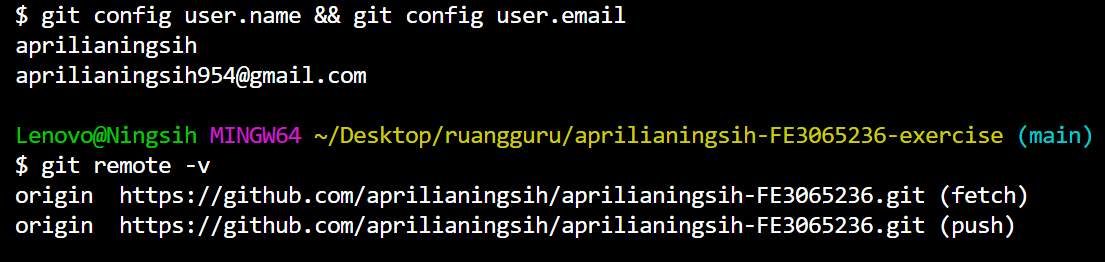 $ git config user.name && git config user.email
aprilianingsih
aprilianingsih954@gmail.com
Lenovo@Ningsih MINGW64 ~/Desktop/ruangguru/aprilianingsih-FE3065236-exercise (main)
$ git remote -v
origin  https://github.com/aprilianingsih/aprilianingsih-FE3065236.git (fetch)
origin  https://github.com/aprilianingsih/aprilianingsih-FE3065236.git (push)